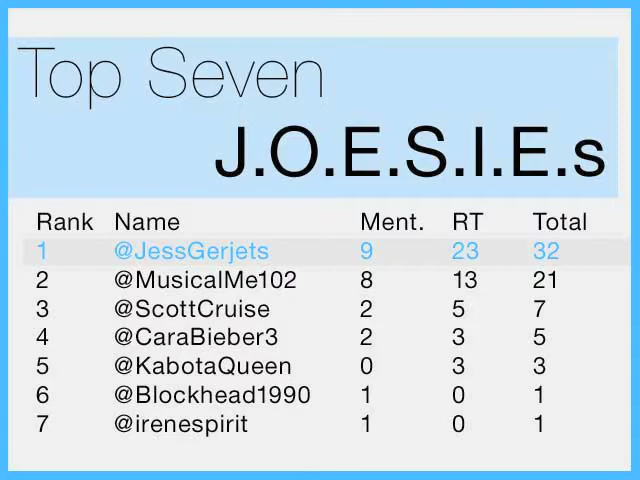 Top Seven
J.O.E.S.I.E.s
Rank Name Ment. RT Total
1 @JessGerjets 9 23 32
2 @MusicalMe102 8 13 21
3 @ScottCruise 2 5 7
4 @CaraBieber3 2 3 5
5 @KabotaQueen 0 3 3
6 @Blockhead1990 1 0 1
7 @irenespirit 1 0 1